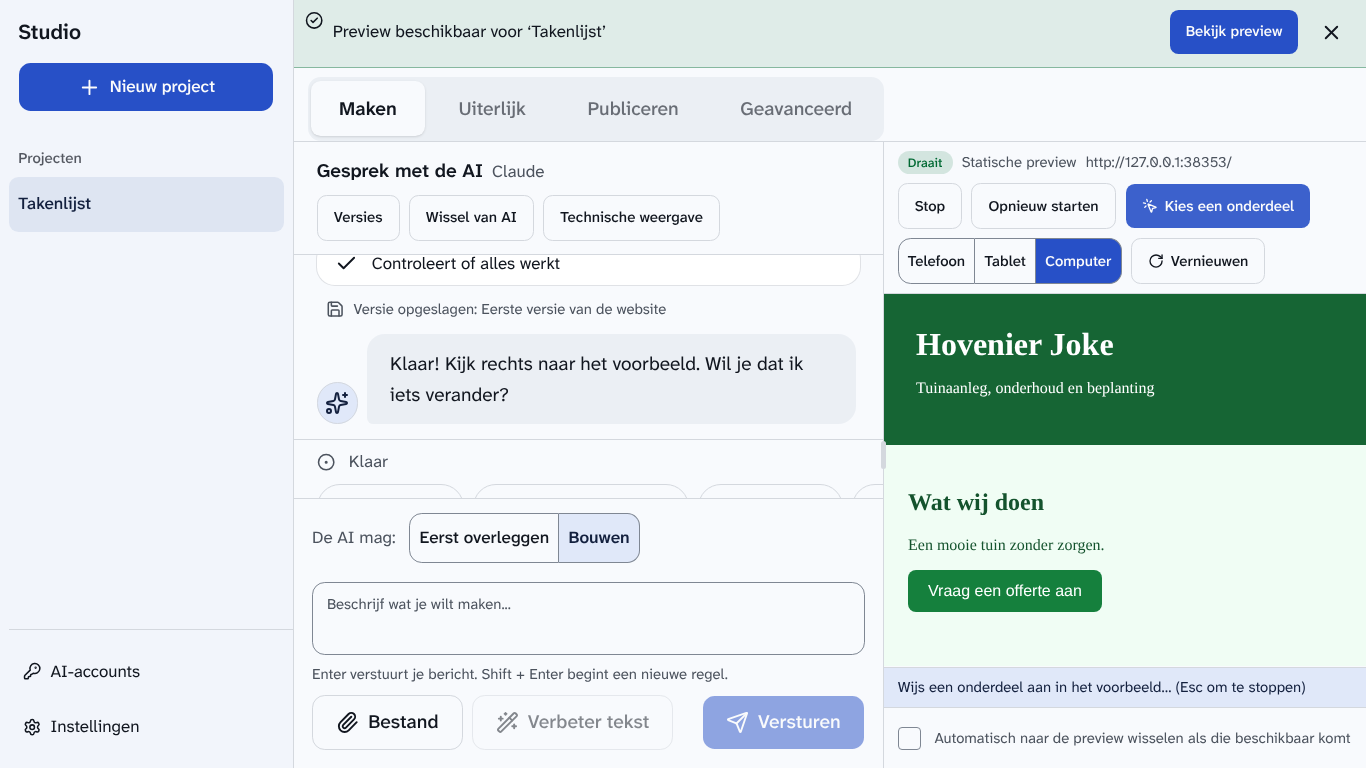 Studio
Nieuw project
Projecten
Takenlijst
AI-accounts
Instellingen
Preview beschikbaar voor ‘Takenlijst’
Bekijk preview
Maken
Uiterlijk
Publiceren
Geavanceerd
Gesprek met de AI Claude
Versies
Wissel van AI
Technische weergave
Controleert of alles werkt
Versie opgeslagen: Eerste versie van de website
Klaar! Kijk rechts naar het voorbeeld. Wil je dat ik
iets verander?
Klaar
De AI mag:
Eerst overleggen
Bouwen
Beschrijf wat je wilt maken...
Enter verstuurt je bericht. Shift + Enter begint een nieuwe regel.
Bestand
Verbeter tekst
Versturen
Draait Statische preview http://127.0.0.1:38353/
Stop
Opnieuw starten
Kies een onderdeel
Telefoon
Tablet
Computer
Vernieuwen
Hovenier Joke
Tuinaanleg, onderhoud en beplanting
Wat wij doen
Een mooie tuin zonder zorgen.
Vraag een offerte aan
Wijs een onderdeel aan in het voorbeeld... (Esc om te stoppen)
Automatisch naar de preview wisselen als die beschikbaar komt